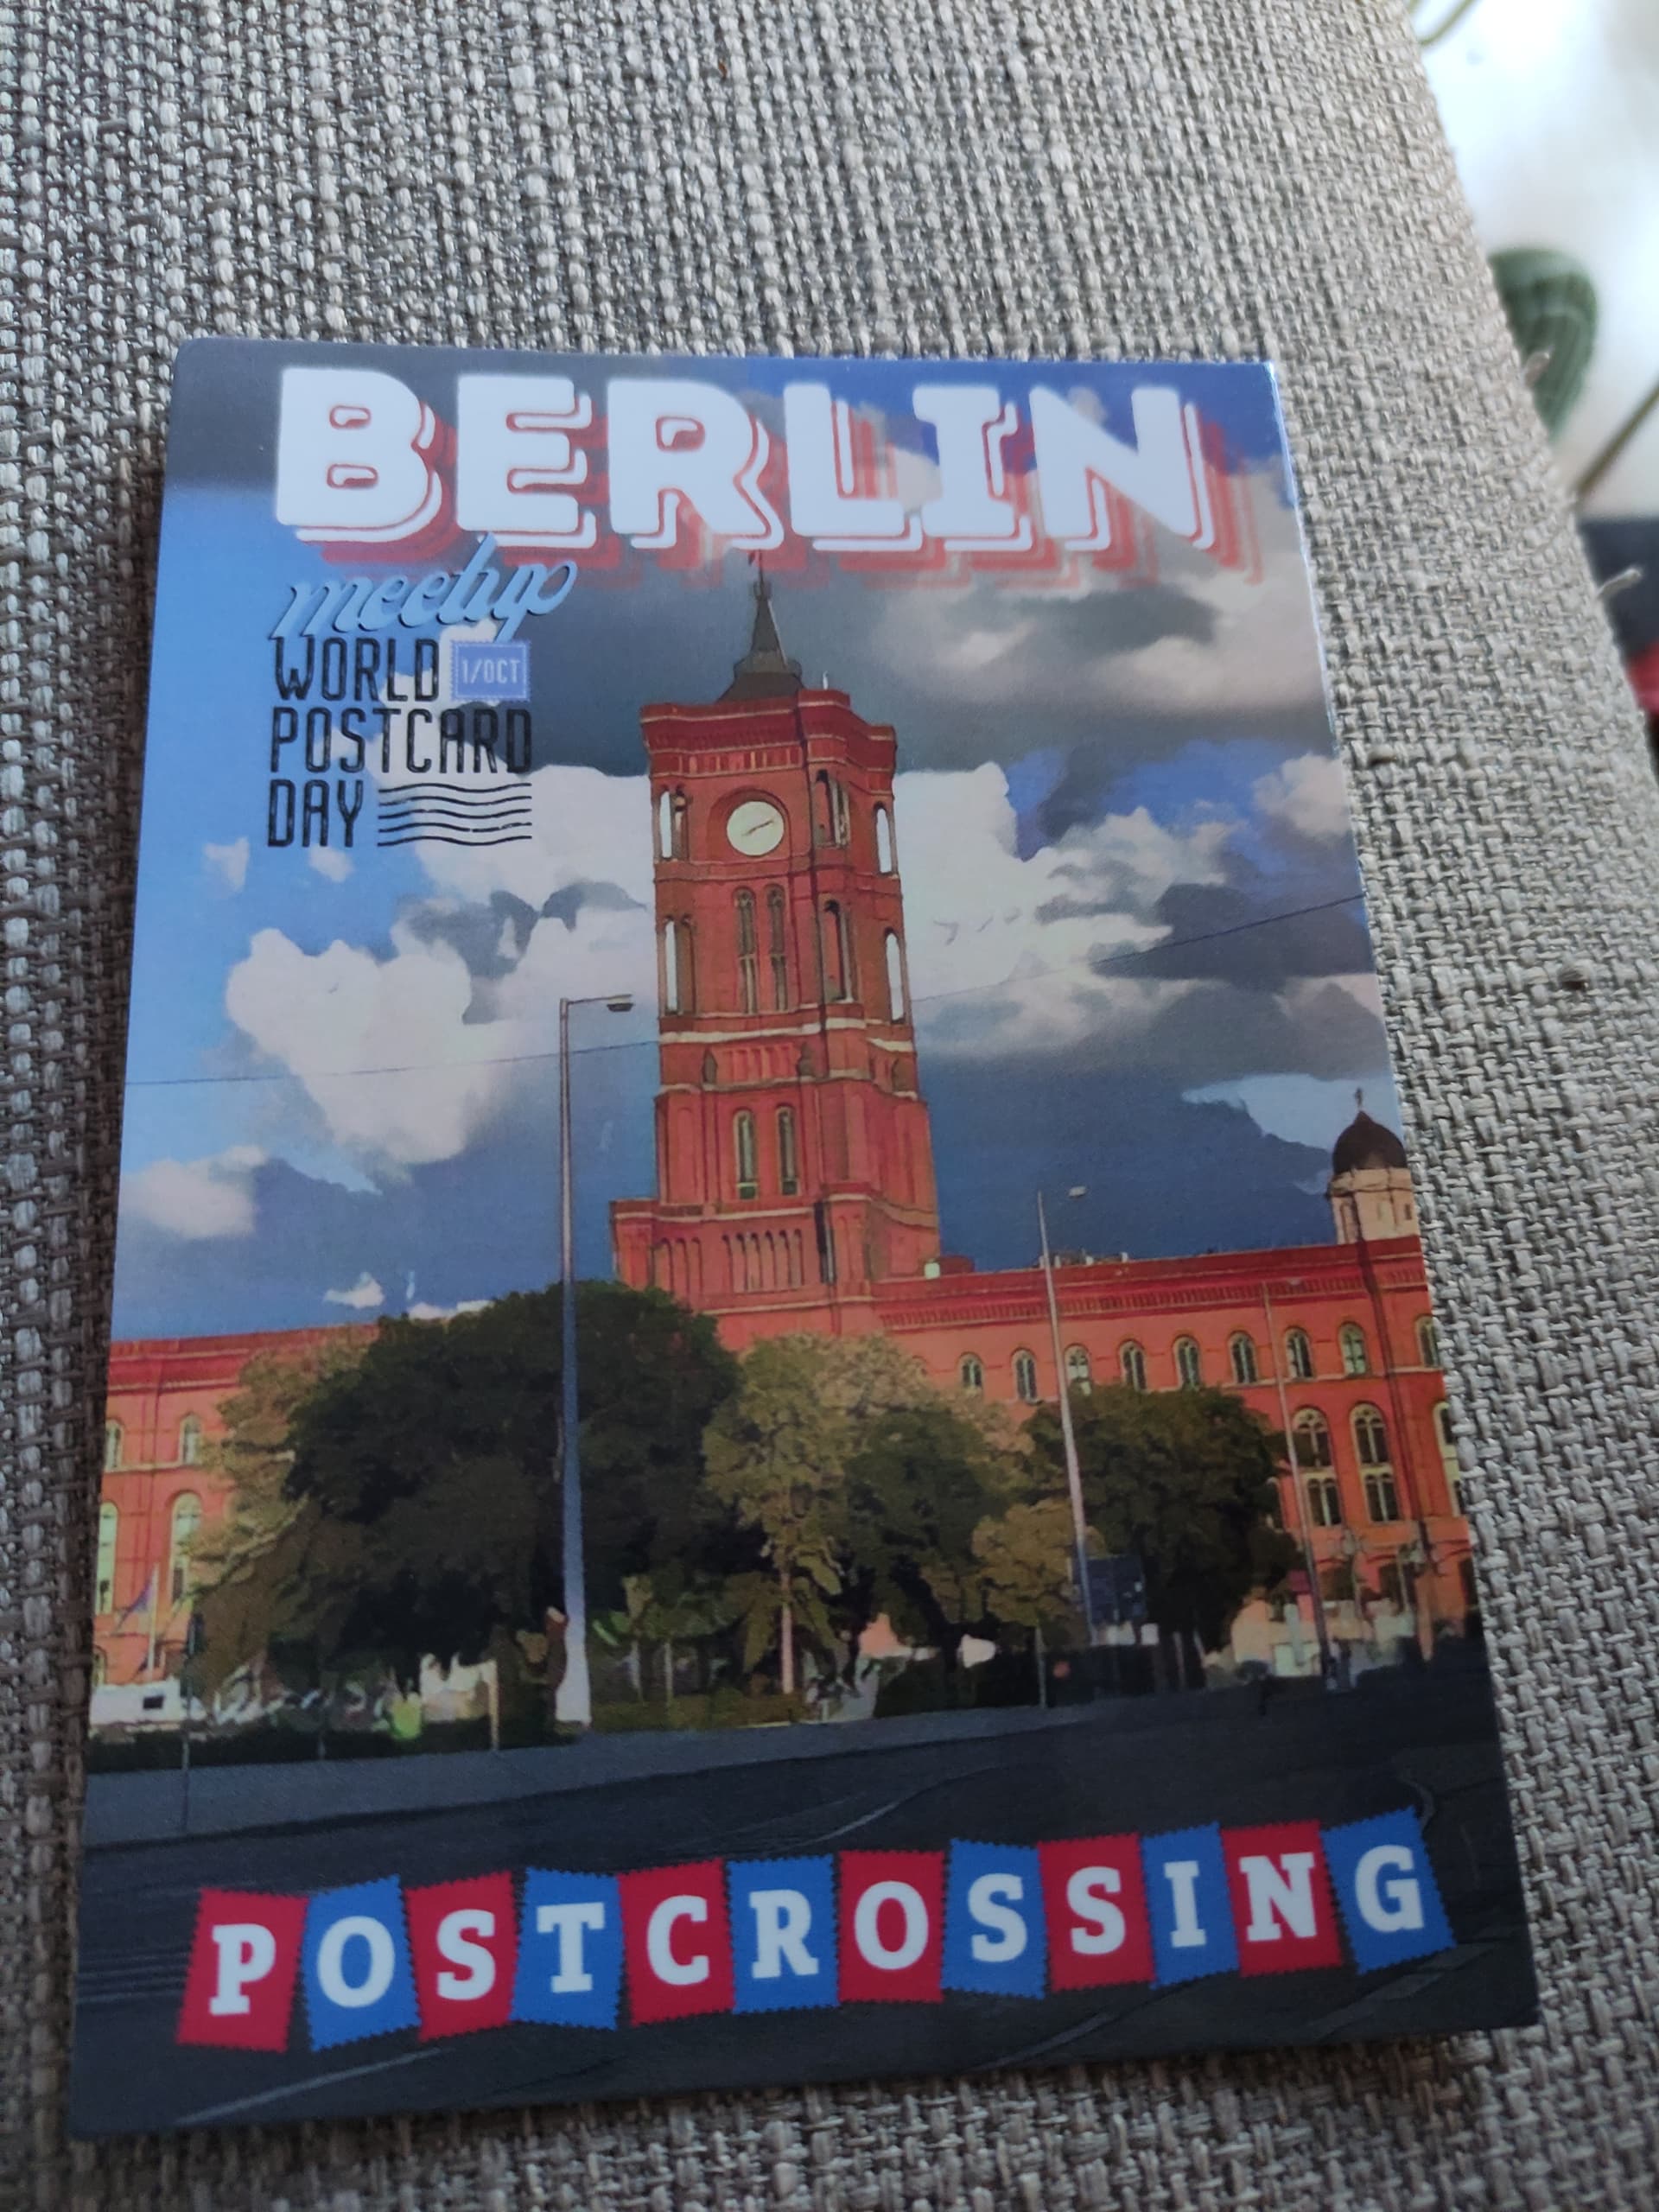 BERLIN
meetup
WORLD 1/OCT
POSTCARD
DAY
POSTCROSSING